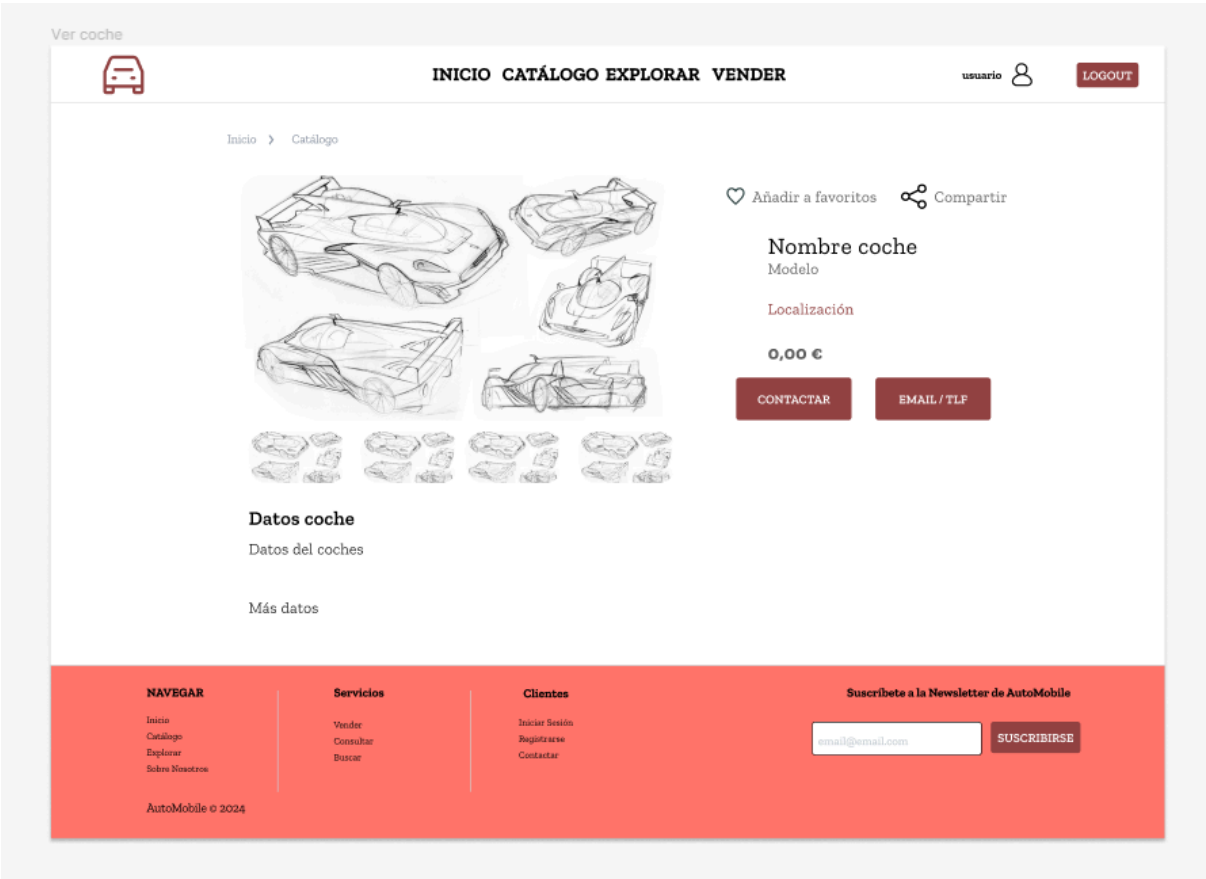 Ver coche
INICIO CATÁLOGO EXPLORAR VENDER
usuario
LOGOUT
Inicio > Catálogo
Añadir a favoritos
Compartir
Nombre coche
Modelo
Localización
0,00 €
CONTACTAR
EMAIL / TLF
Datos coche
Datos del coches
Más datos
NAVEGAR
Inicio
Catálogo
Explorar
Sobre Nosotros
Servicios
Vender
Consultar
Buscar
Clientes
Iniciar Sesión
Registrarse
Contactar
Suscríbete a la Newsletter de AutoMobile
email@email.com
SUSCRIBIRSE
AutoMobile © 2024